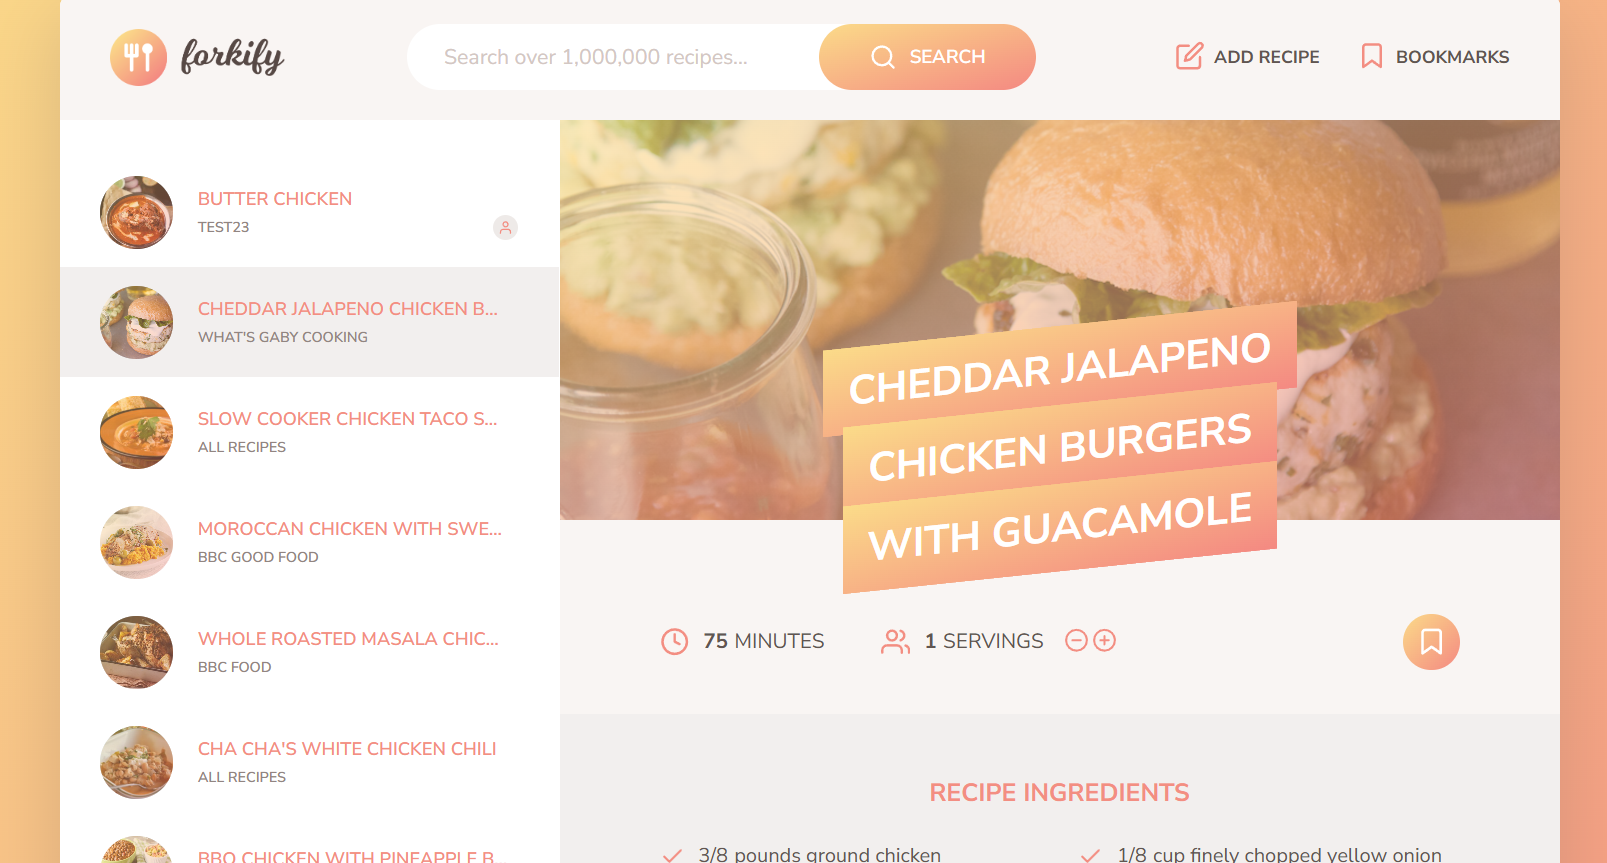 forkify
Search over 1,000,000 recipes...
SEARCH
ADD RECIPE
BOOKMARKS
BUTTER CHICKEN
TEST23
CHEDDAR JALAPENO CHICKEN B...
WHAT'S GABY COOKING
SLOW COOKER CHICKEN TACO S...
ALL RECIPES
MOROCCAN CHICKEN WITH SWE...
BBC GOOD FOOD
WHOLE ROASTED MASALA CHIC...
BBC FOOD
CHA CHA'S WHITE CHICKEN CHILI
ALL RECIPES
BBQ CHICKEN WITH PINEAPPLE B...
CHEDDAR JALAPENO
CHICKEN BURGERS
WITH GUACAMOLE
75 MINUTES
1 SERVINGS
RECIPE INGREDIENTS
3/8 pounds ground chicken
1/8 cup finely chopped yellow onion